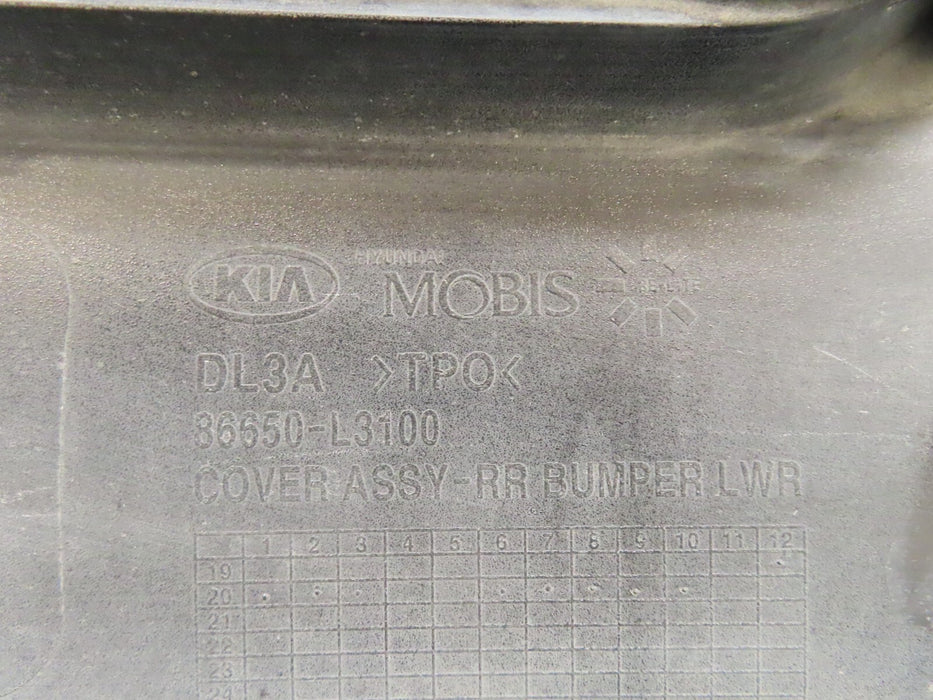 KIA HYUNDAI MOBIS
DL3A >TPO<
86650-L3100
COVER ASSY-RR BUMPER LWR
1 2 3 4 5 6 7 8 9 10 11 12
19
20
21
22
23
24